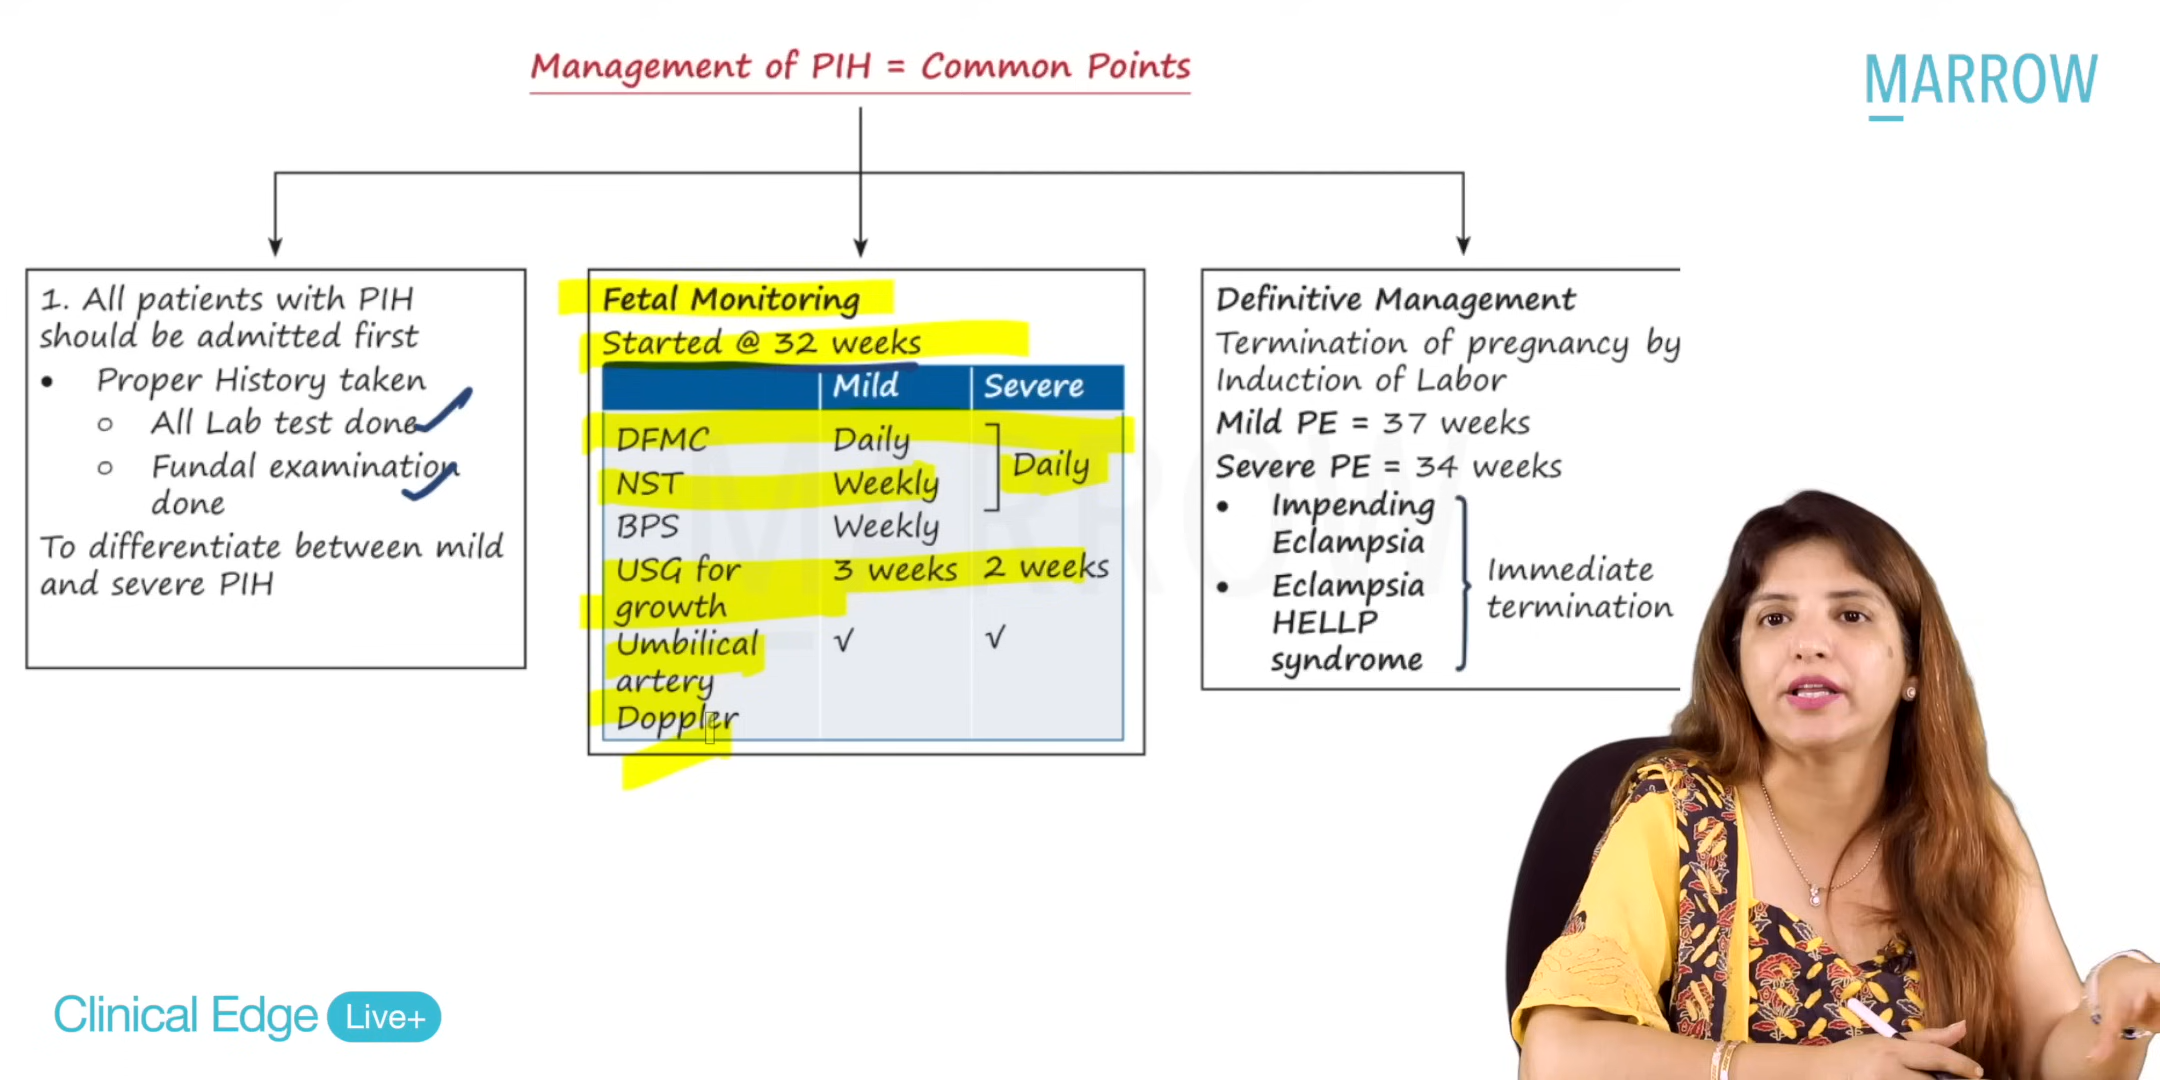 Management of PIH = Common Points
MARROW
1. All patients with PIH
should be admitted first
• Proper History taken
o All Lab test done
o Fundal examination
done
To differentiate between mild
and severe PIH
Fetal Monitoring
Started @ 32 weeks
Mild Severe
DFMC Daily
Daily
NST Weekly
BPS Weekly
USG for 3 weeks 2 weeks
growth
Umbilical √ √
artery
Doppler
Definitive Management
Termination of pregnancy by
Induction of Labor
Mild PE = 37 weeks
Severe PE = 34 weeks
• Impending
Eclampsia
• Eclampsia
HELLP
syndrome
Immediate
termination
MARROW
Clinical Edge Live+